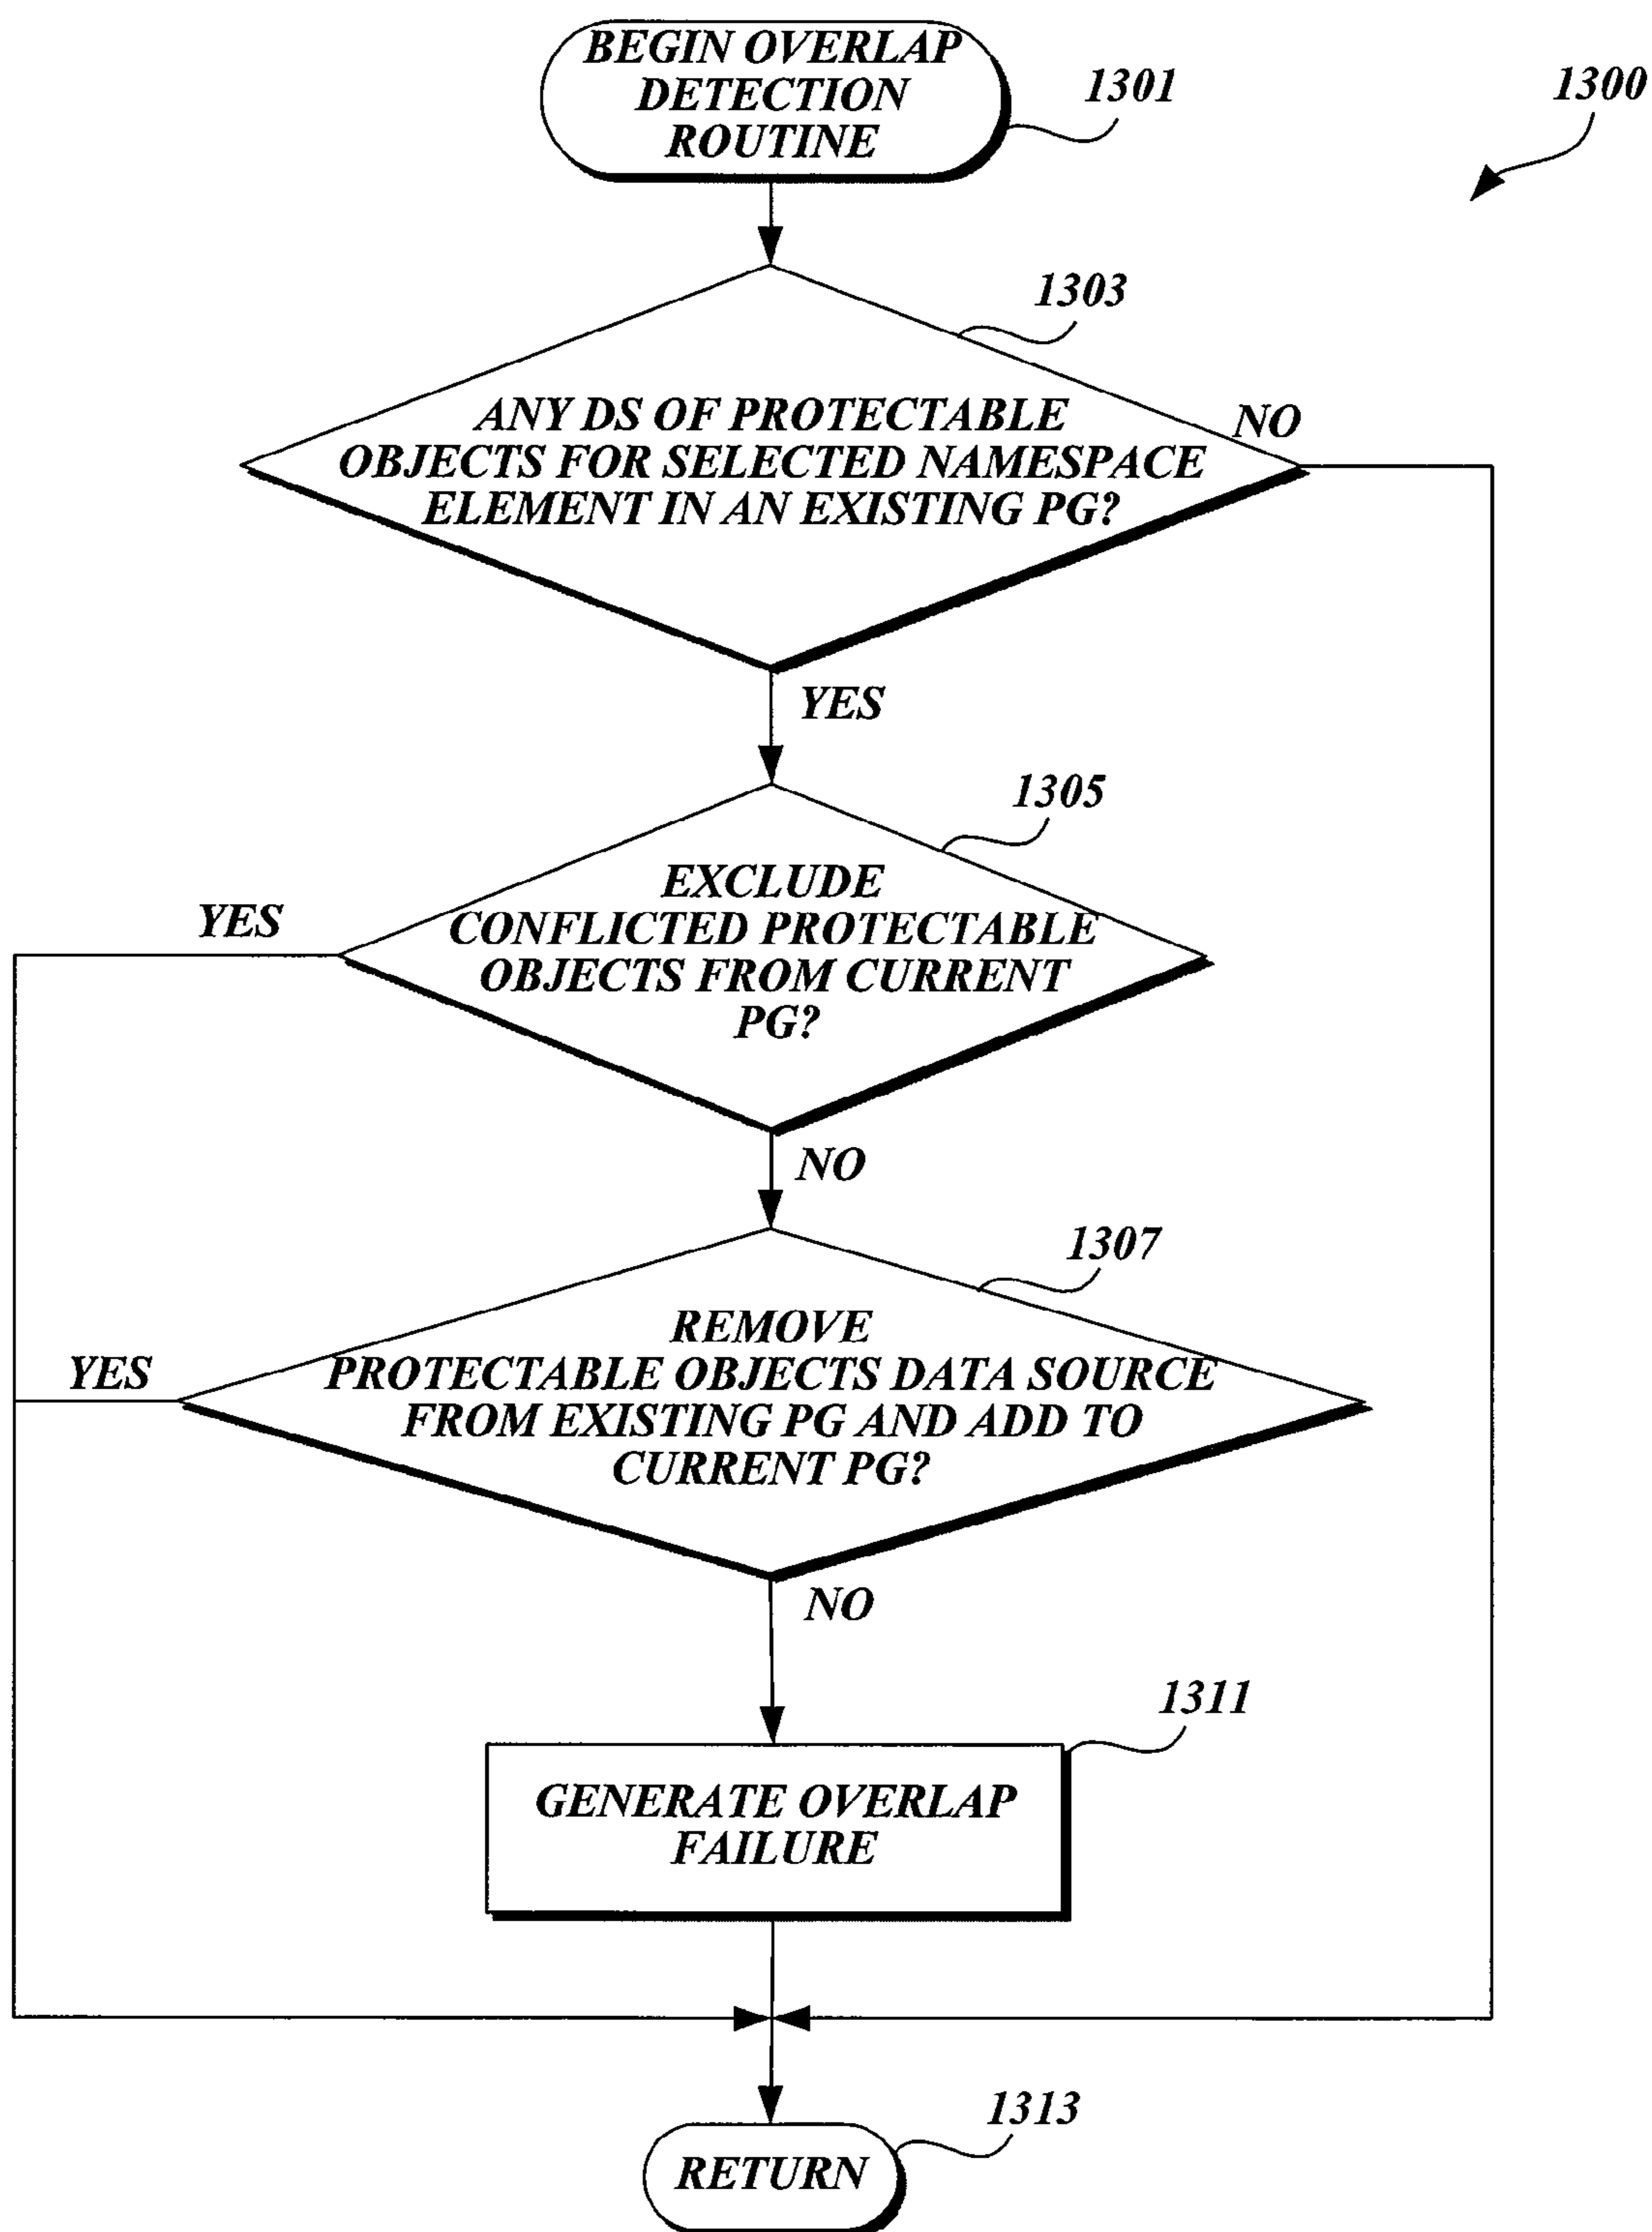 BEGIN OVERLAP
DETECTION
ROUTINE
1301
1300
1303
ANY DS OF PROTECTABLE
OBJECTS FOR SELECTED NAMESPACE
ELEMENT IN AN EXISTING PG?
NO
YES
1305
EXCLUDE
CONFLICTED PROTECTABLE
OBJECTS FROM CURRENT
PG?
YES
NO
1307
REMOVE
PROTECTABLE OBJECTS DATA SOURCE
FROM EXISTING PG AND ADD TO
CURRENT PG?
YES
NO
1311
GENERATE OVERLAP
FAILURE
1313
RETURN